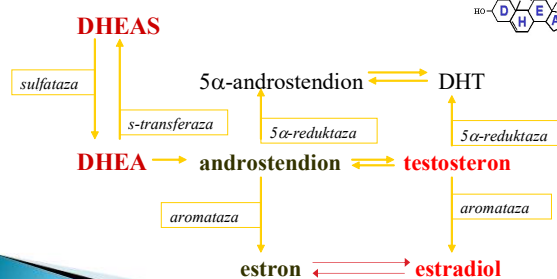 HO D E
H A
DHEAS
sulfataza
5α-androstendion DHT
s-transferaza
5α-reduktaza 5α-reduktaza
DHEA androstendion testosteron
aromataza aromataza
estron estradiol